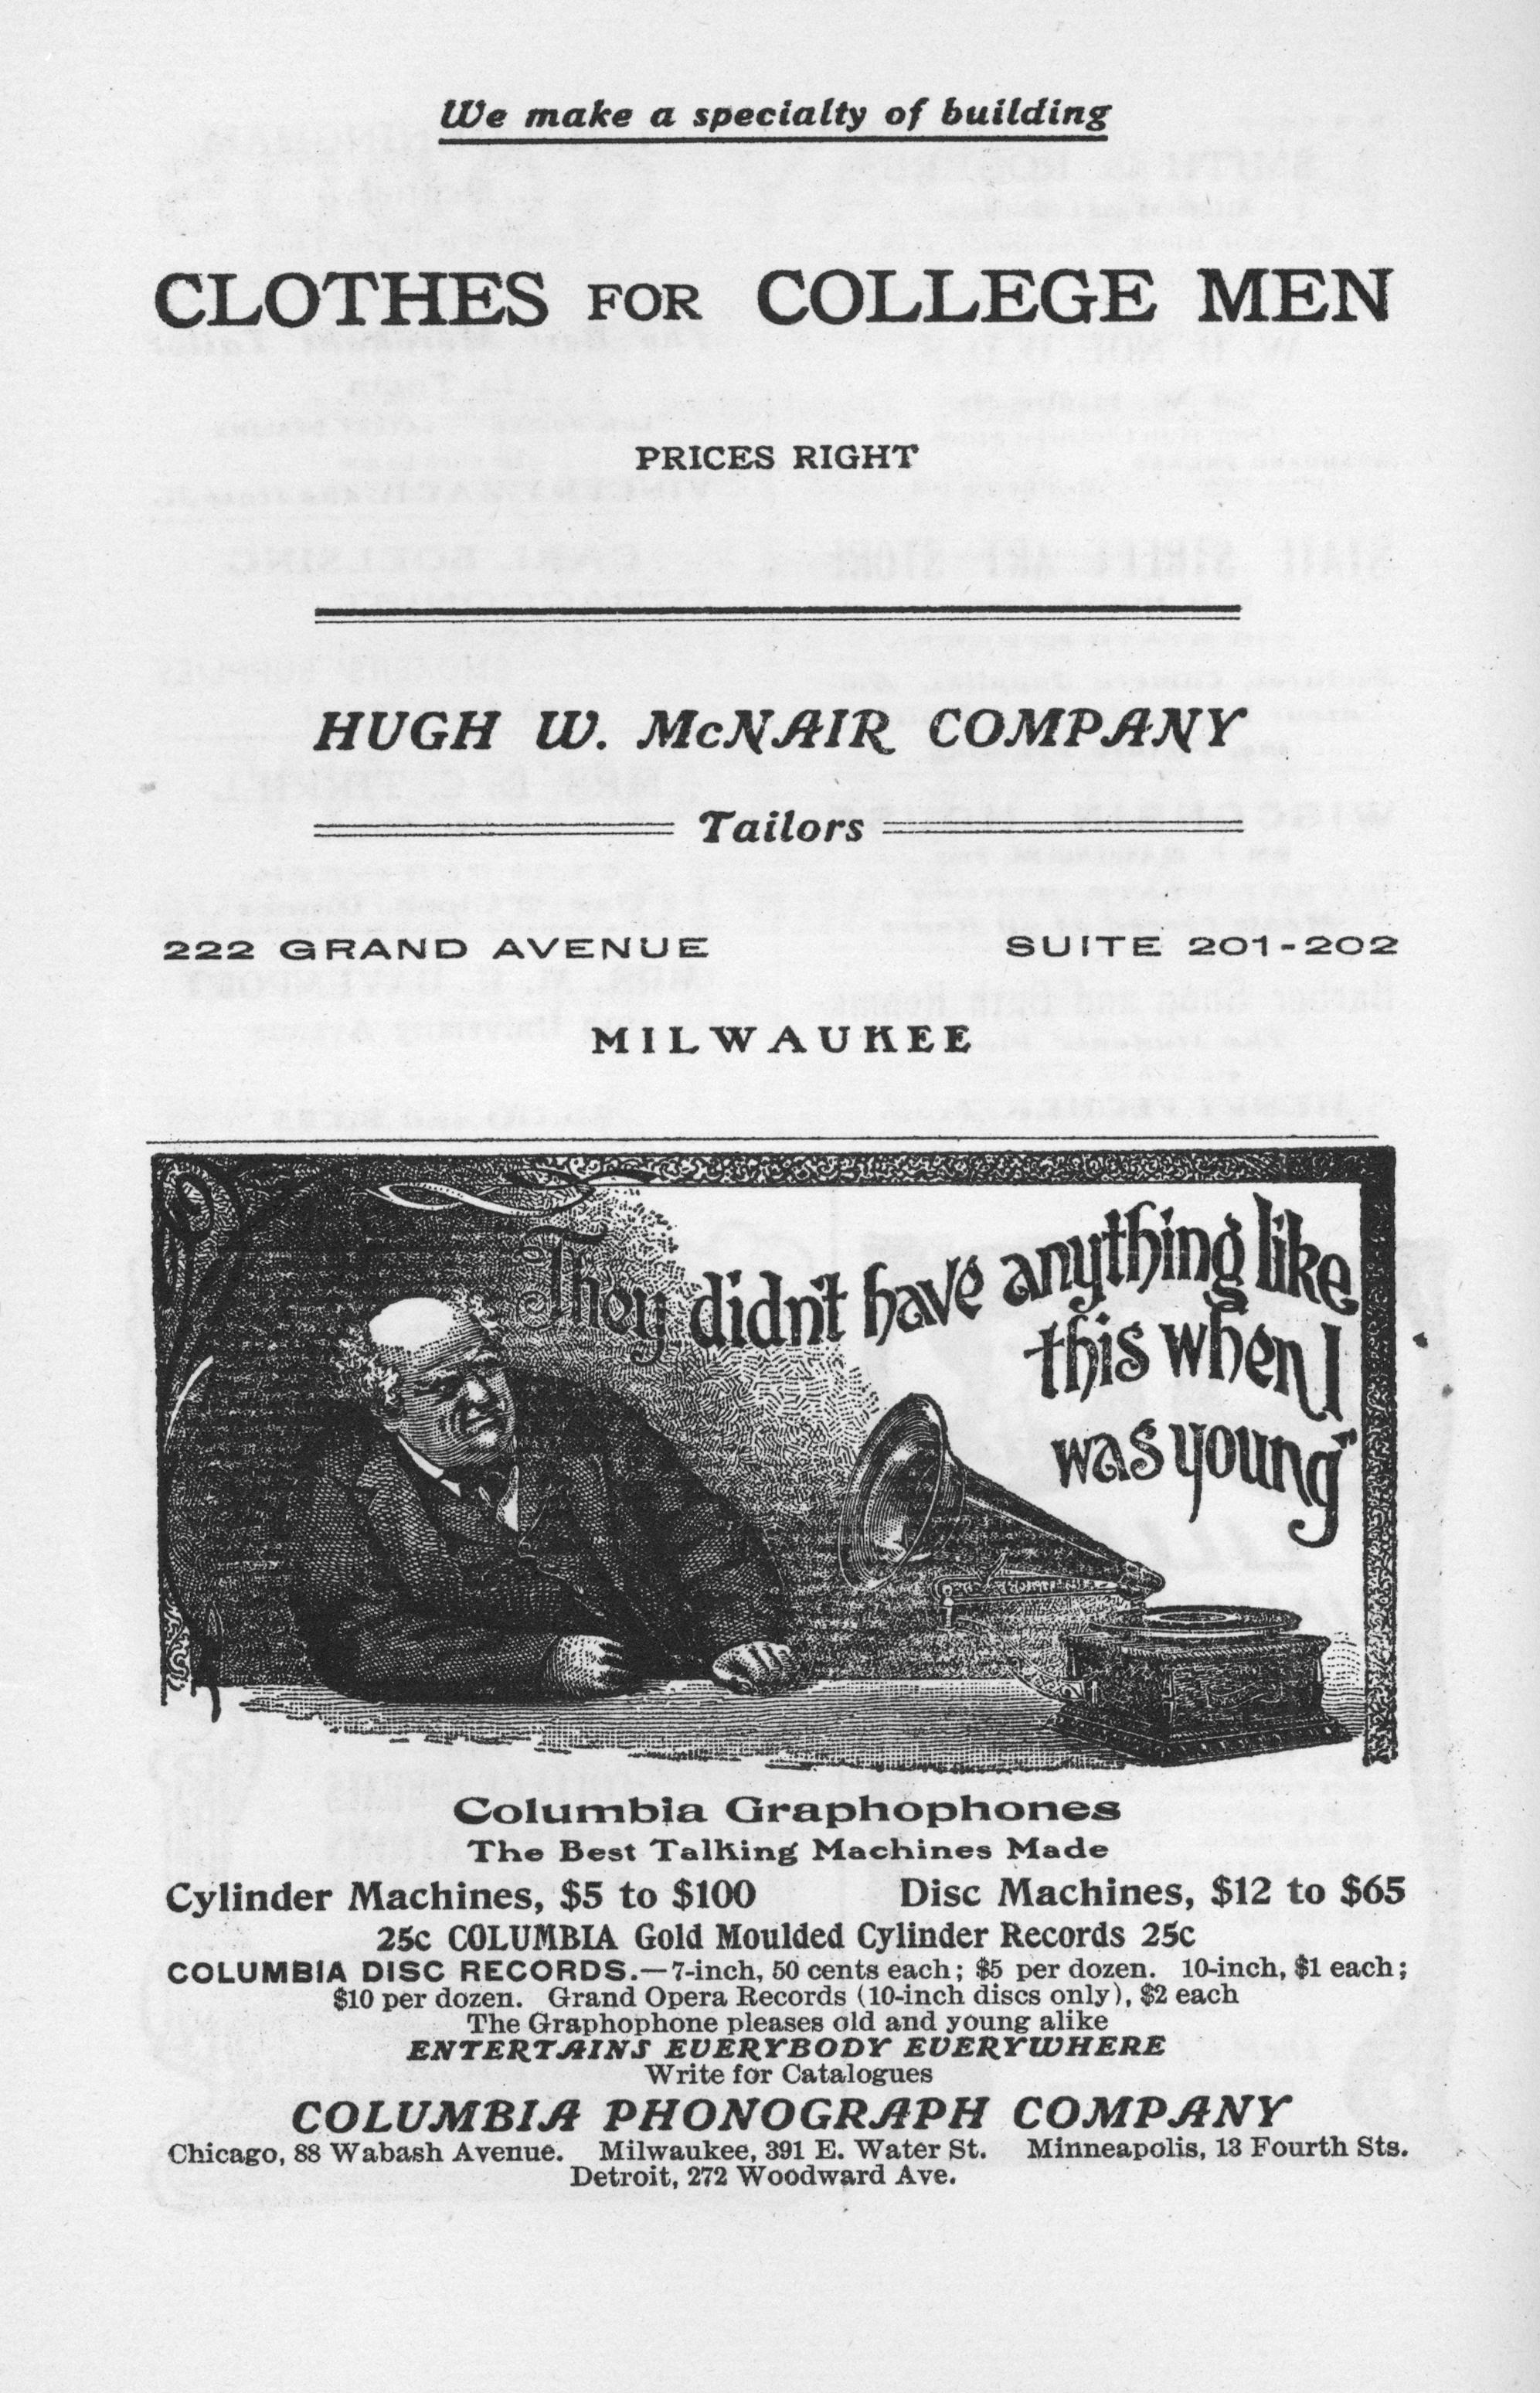 We make a specialty of building
CLOTHES FOR COLLEGE MEN
PRICES RIGHT
HUGH W. McNAIR COMPANY
Tailors
222 GRAND AVENUE SUITE 201-202
MILWAUKEE
They didn't have anything like
this when I
was young"
Columbia Graphophones
The Best Talking Machines Made
Cylinder Machines, $5 to $100 Disc Machines, $12 to $65
25c COLUMBIA Gold Moulded Cylinder Records 25c
COLUMBIA DISC RECORDS.—7-inch, 50 cents each; $5 per dozen. 10-inch, $1 each;
$10 per dozen. Grand Opera Records (10-inch discs only), $2 each
The Graphophone pleases old and young alike
ENTERTAINS EVERYBODY EVERYWHERE
Write for Catalogues
COLUMBIA PHONOGRAPH COMPANY
Chicago, 88 Wabash Avenue. Milwaukee, 391 E. Water St. Minneapolis, 13 Fourth Sts.
Detroit, 272 Woodward Ave.